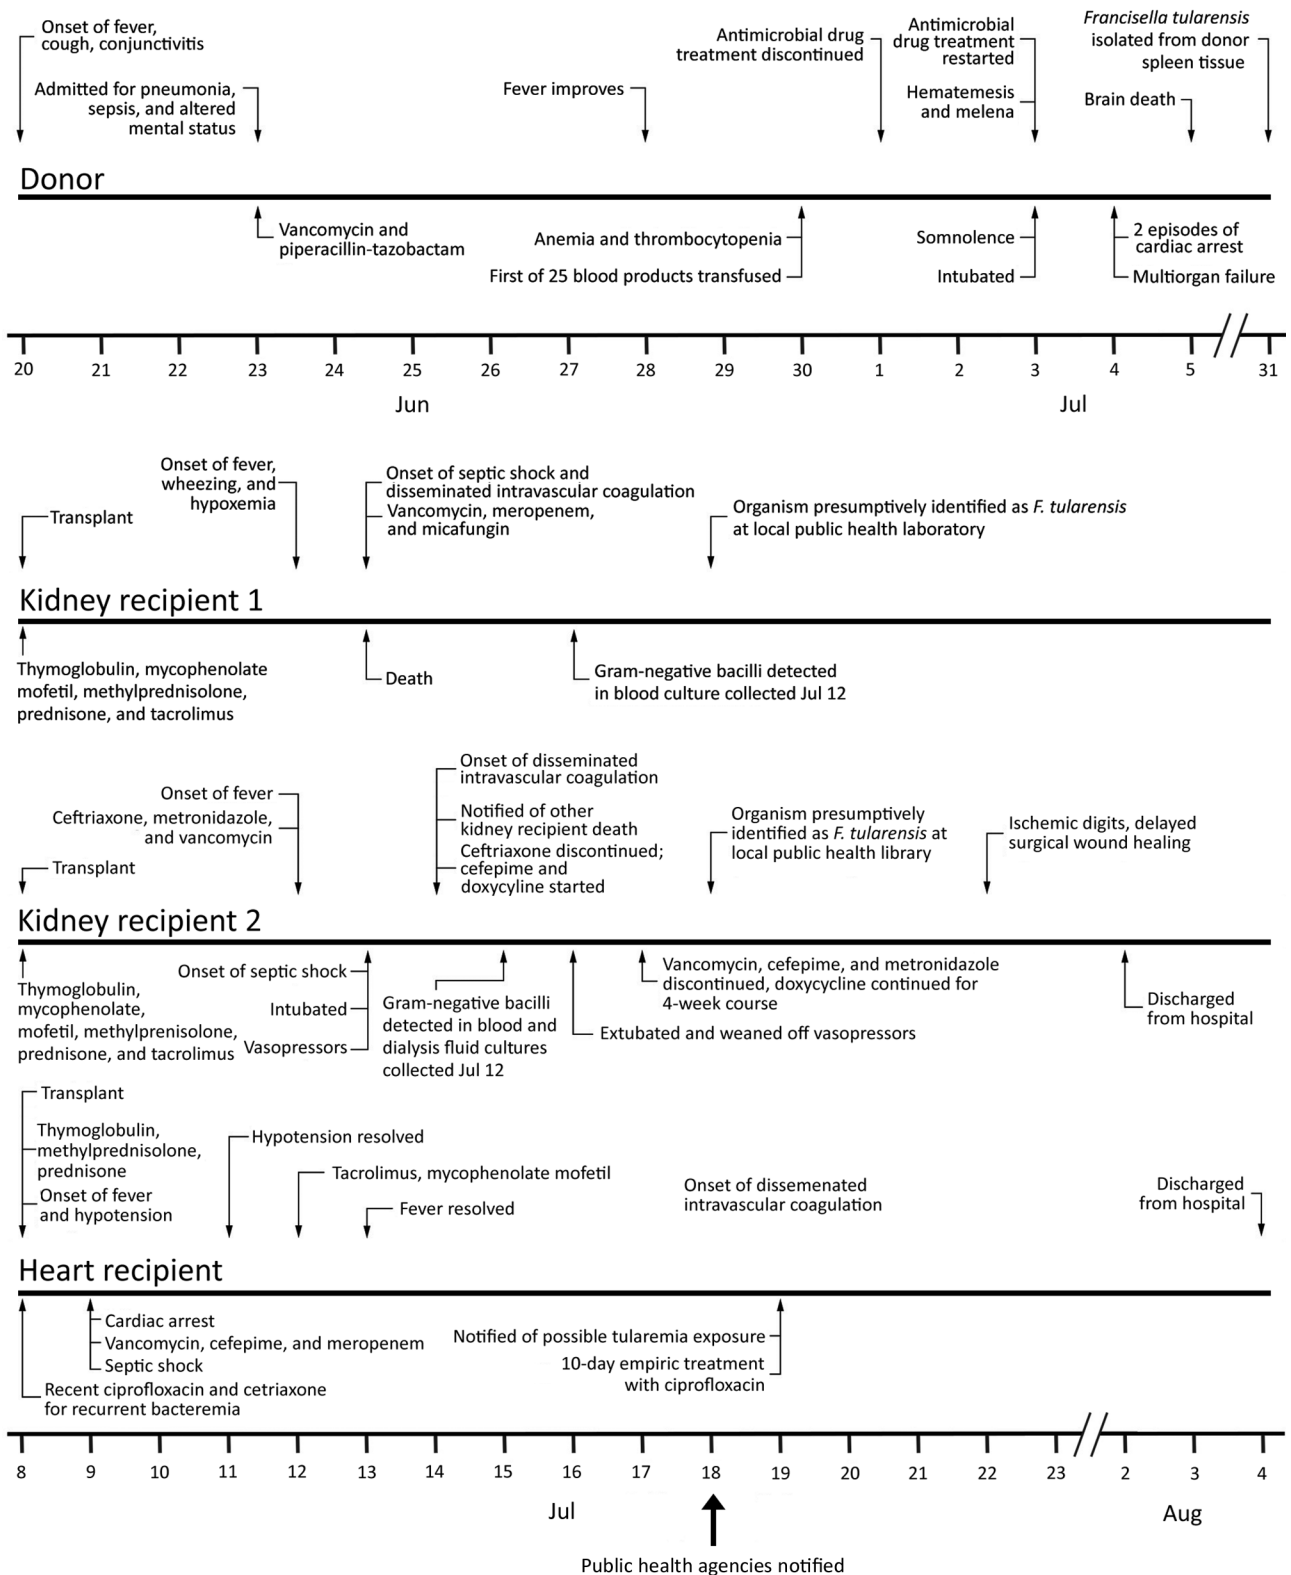 Onset of fever,
cough, conjunctivitis
Admitted for pneumonia,
sepsis, and altered
mental status
Fever improves
Antimicrobial drug
treatment discontinued
Antimicrobial
drug treatment
restarted
Hematemesis
and melena
Francisella tularensis
isolated from donor
spleen tissue
Brain death
Donor
Vancomycin and
piperacillin-tazobactam
Anemia and thrombocytopenia
First of 25 blood products transfused
Somnolence
Intubated
2 episodes of
cardiac arrest
Multiorgan failure
20 21 22 23 24 25 26 27 28 29 30 1 2 3 4 5 31
Jun Jul
Onset of fever,
wheezing, and
hypoxemia
Transplant
Onset of septic shock and
disseminated intravascular coagulation
Vancomycin, meropenem,
and micafungin
Organism presumptively identified as F. tularensis
at local public health laboratory
Kidney recipient 1
Thymoglobulin, mycophenolate
mofetil, methylprednisolone,
prednisone, and tacrolimus
Death
Gram-negative bacilli detected
in blood culture collected Jul 12
Onset of fever
Ceftriaxone, metronidazole,
and vancomycin
Transplant
Onset of disseminated
intravascular coagulation
Notified of other
kidney recipient death
Ceftriaxone discontinued;
cefepime and
doxycyline started
Organism presumptively
identified as F. tularensis at
local public health library
Ischemic digits, delayed
surgical wound healing
Kidney recipient 2
Thymoglobulin,
mycophenolate,
mofetil, methylprenisolone,
prednisone, and tacrolimus
Onset of septic shock
Intubated
Vasopressors
Gram-negative bacilli
detected in blood and
dialysis fluid cultures
collected Jul 12
Vancomycin, cefepime, and metronidazole
discontinued, doxycycline continued for
4-week course
Extubated and weaned off vasopressors
Discharged
from hospital
Transplant
Thymoglobulin,
methylprednisolone,
prednisone
Onset of fever
and hypotension
Hypotension resolved
Tacrolimus, mycophenolate mofetil
Fever resolved
Onset of dissemenated
intravascular coagulation
Discharged
from hospital
Heart recipient
Cardiac arrest
Vancomycin, cefepime, and meropenem
Septic shock
Recent ciprofloxacin and cetriaxone
for recurrent bacteremia
Notified of possible tularemia exposure
10-day empiric treatment
with ciprofloxacin
8 9 10 11 12 13 14 15 16 17 18 19 20 21 22 23 2 3 4
Jul Aug
Public health agencies notified